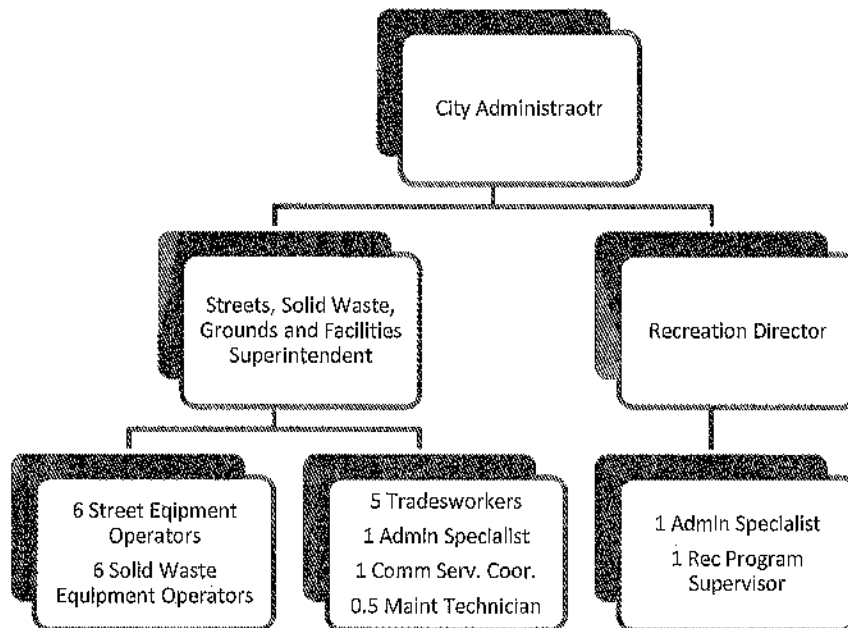 City Administraotr
Streets, Solid Waste,
Grounds and Facilities
Superintendent
Recreation Director
6 Street Eqipment
Operators
6 Solid Waste
Equipment Operators
5 Tradesworkers
1 Admin Specialist
1 Comm Serv. Coor.
0.5 Maint Technician
1 Admin Specialist
1 Rec Program
Supervisor